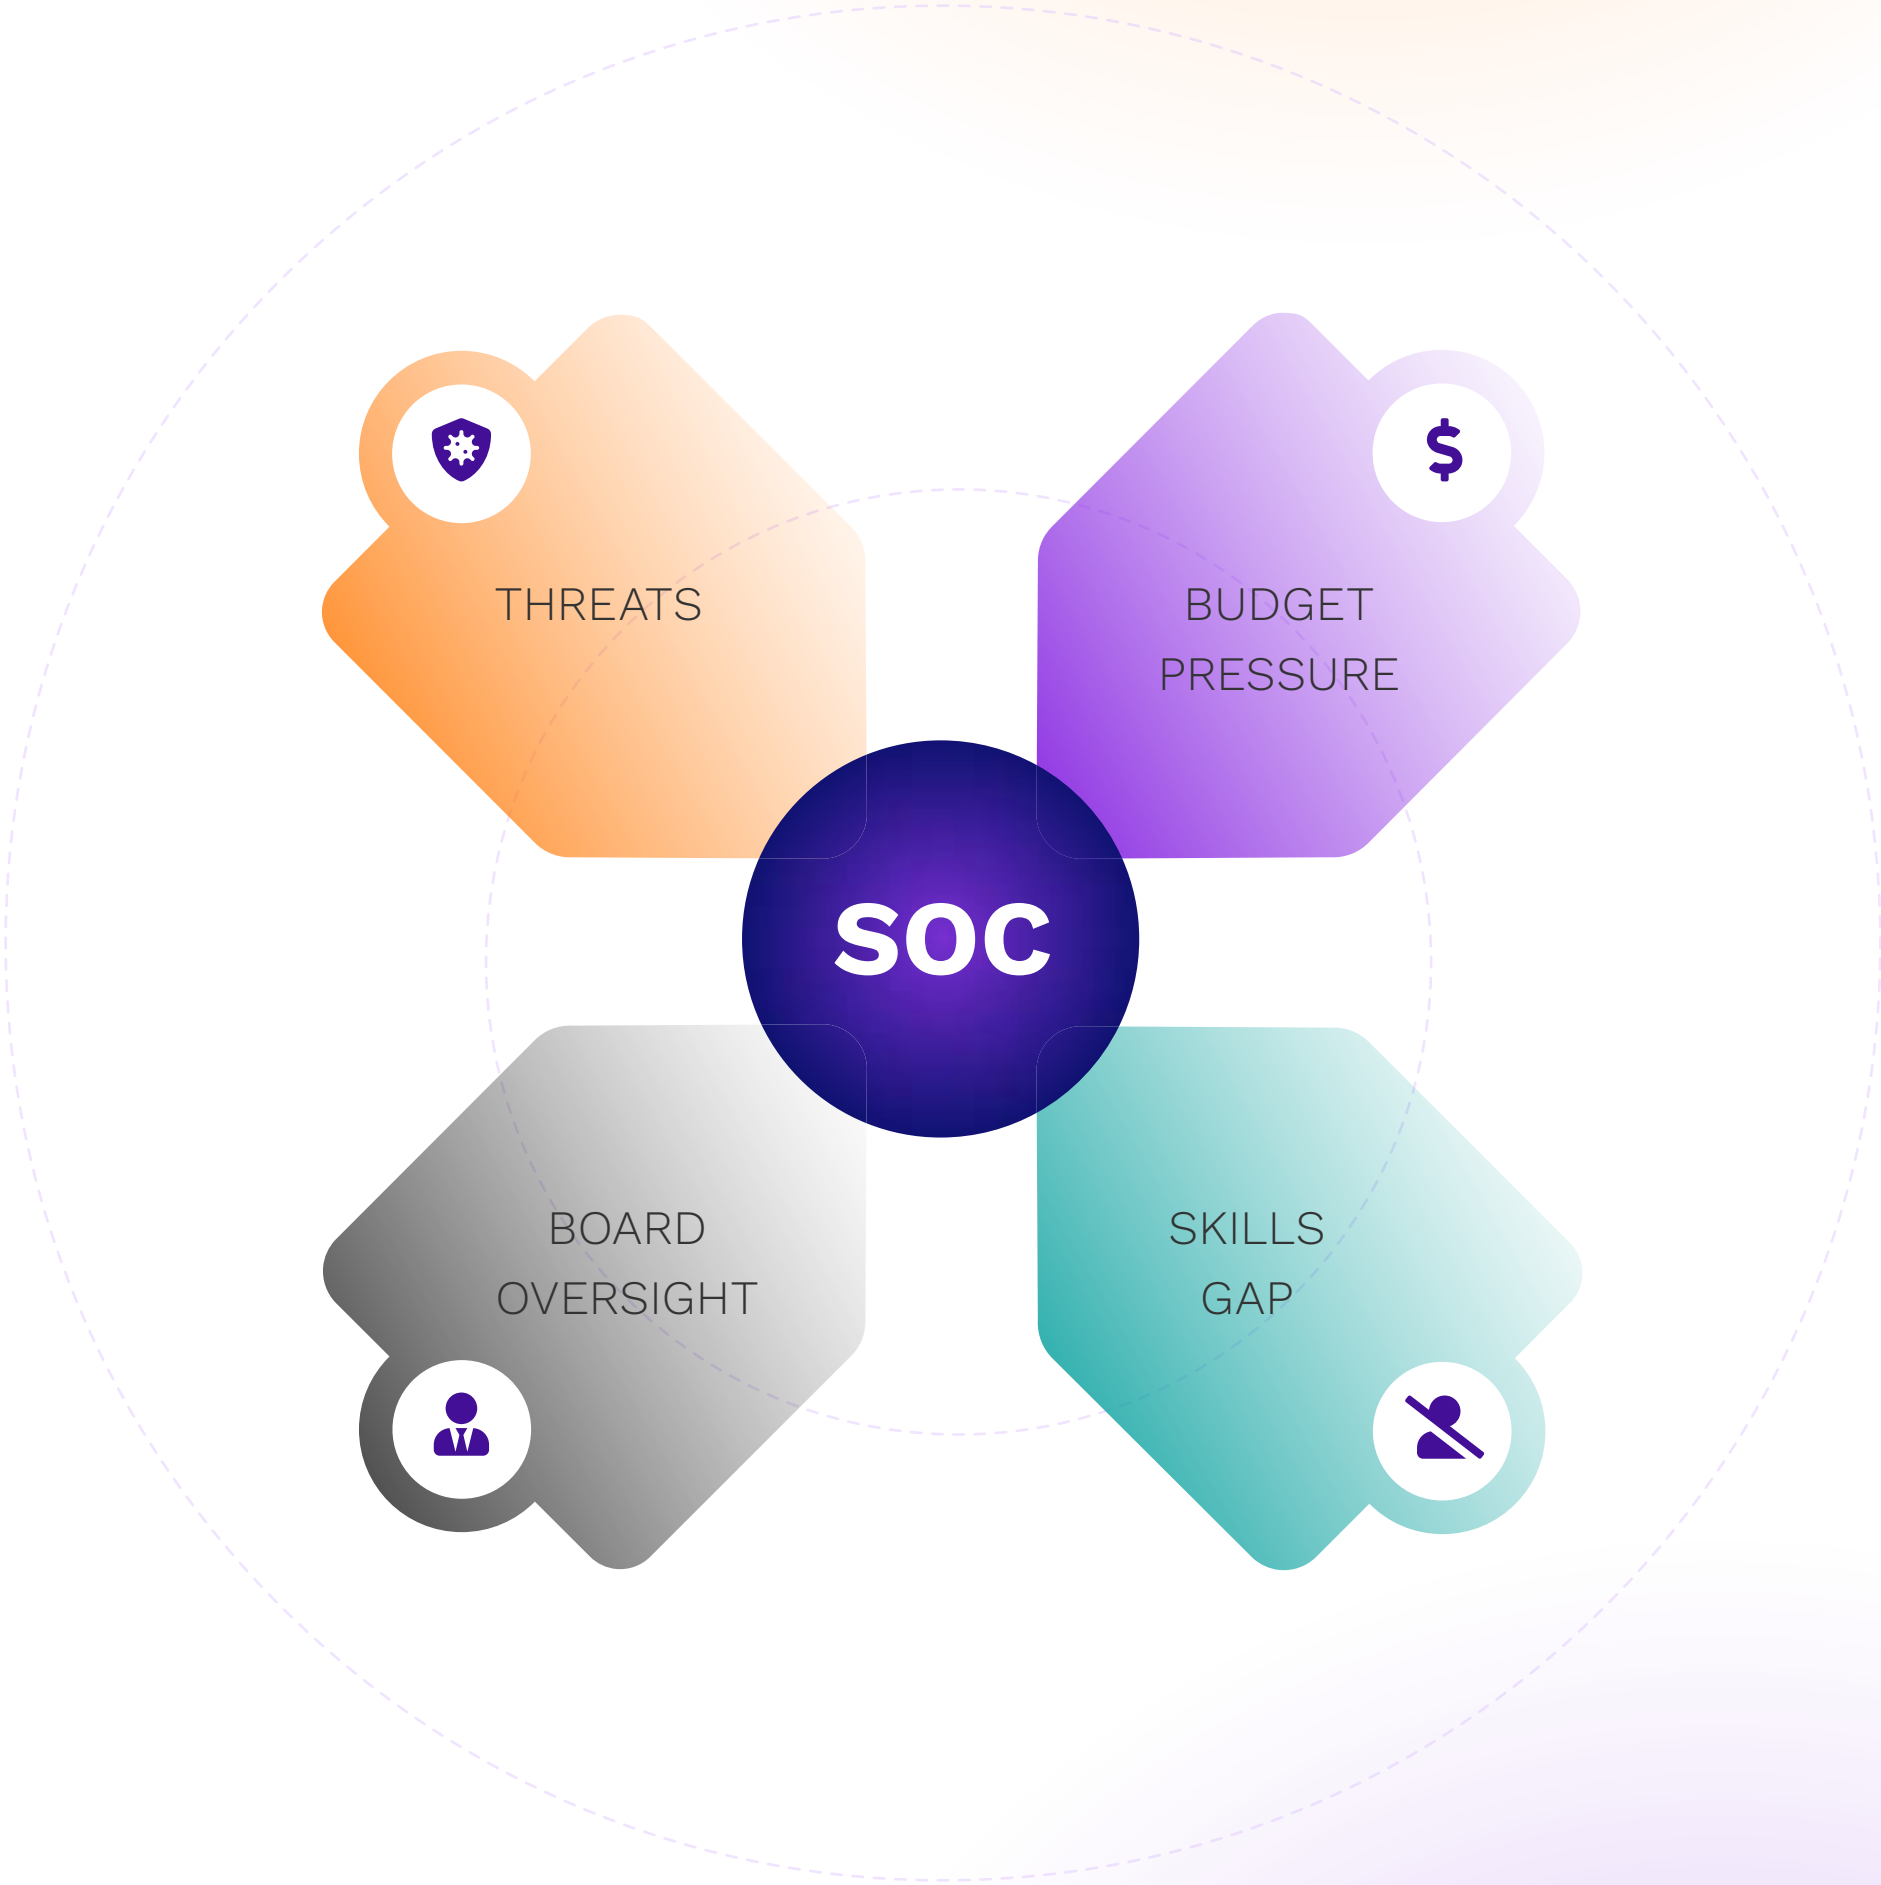 THREATS
BUDGET
PRESSURE
$
SOC
BOARD
OVERSIGHT
SKILLS
GAP